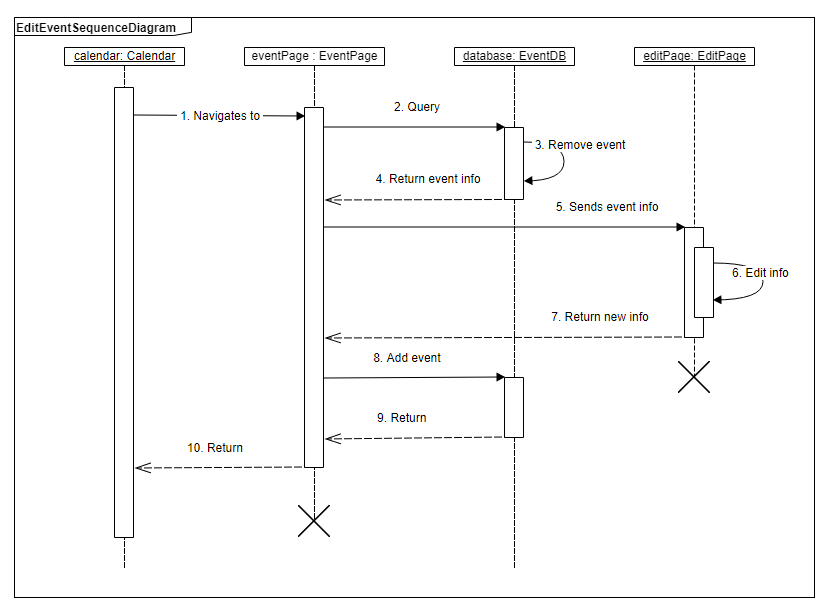 EditEventSequenceDiagram
calendar: Calendar
eventPage : EventPage
database: EventDB
editPage: EditPage
1. Navigates to
2. Query
3. Remove event
4. Return event info
5. Sends event info
6. Edit info
7. Return new info
8. Add event
9. Return
10. Return